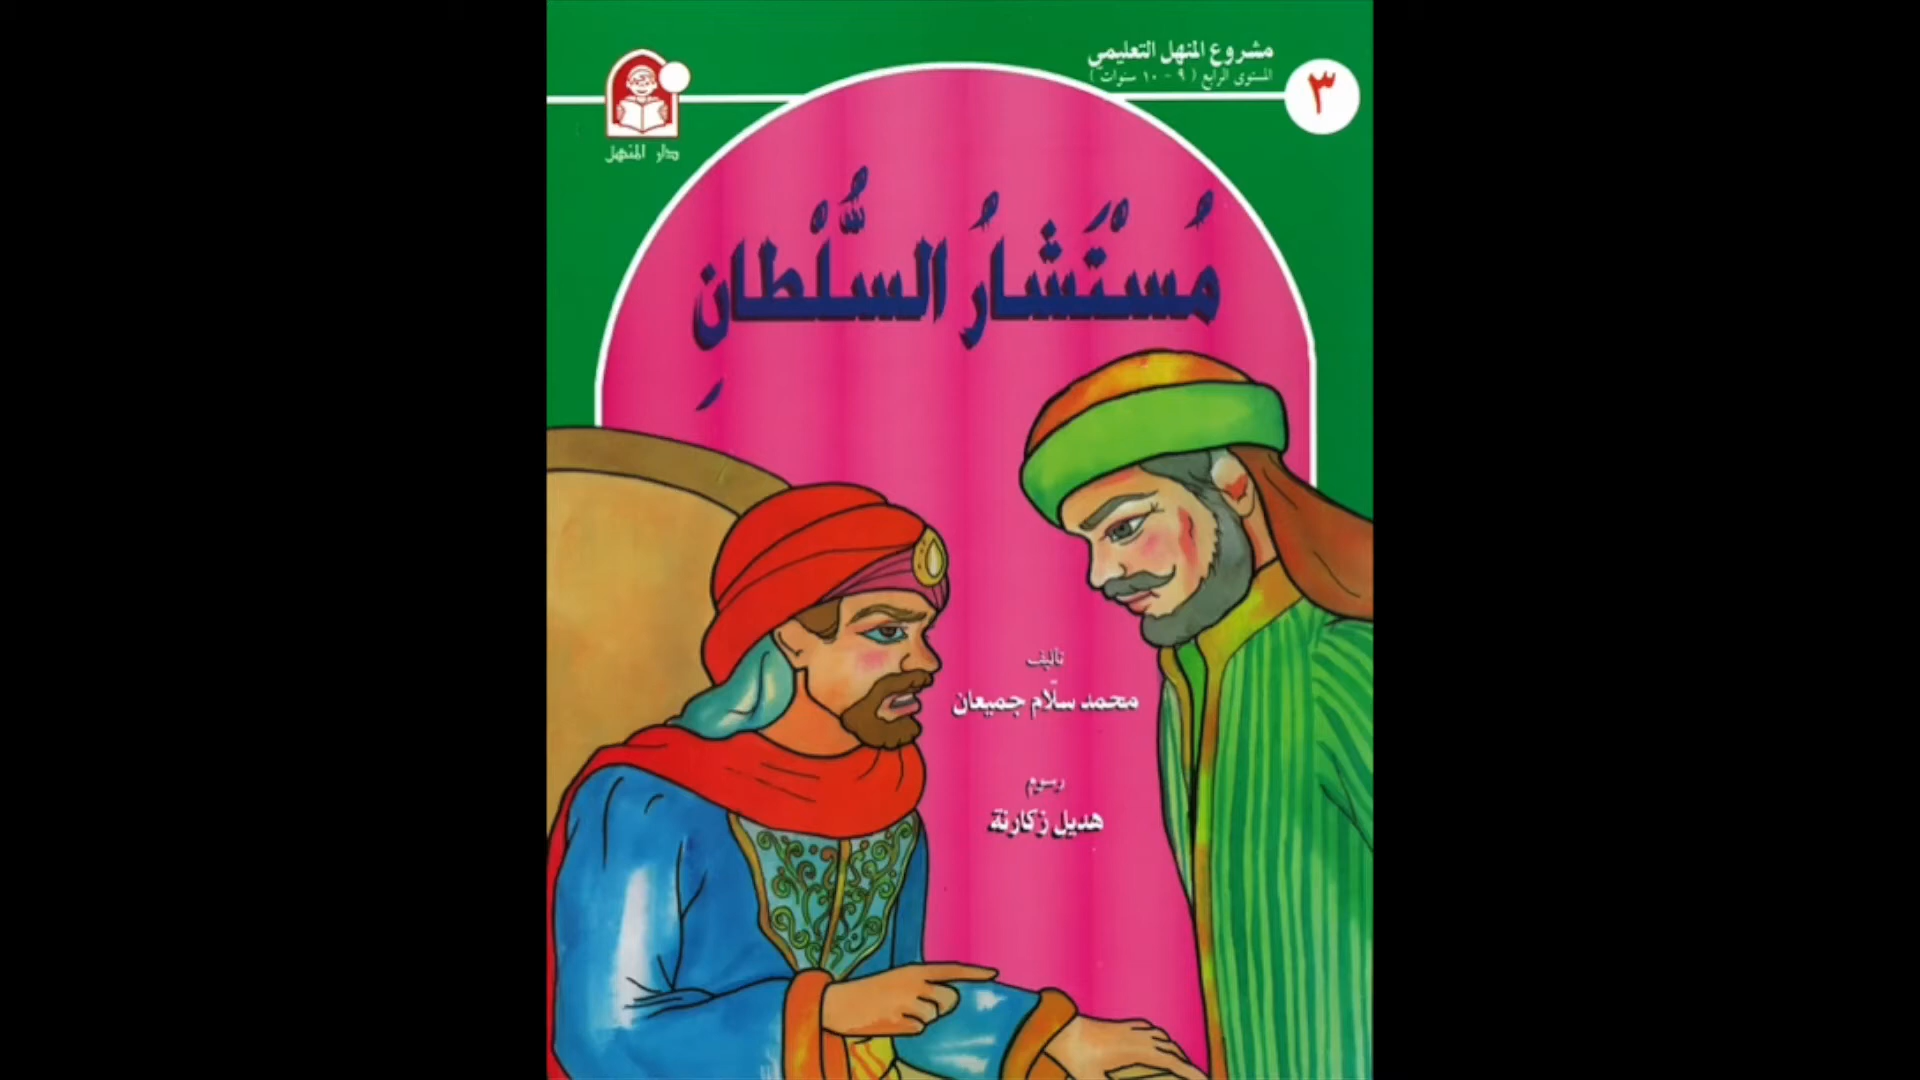 مشروع المنهل التعليمي
المستوى الرابع ( ٩ - ١٠ سنوات )
٣
دار المنهل
مُسْتَشارُ السُّلْطانِ
تأليف
محمد سلّام جميعان
رسوم
هديل زكارنة